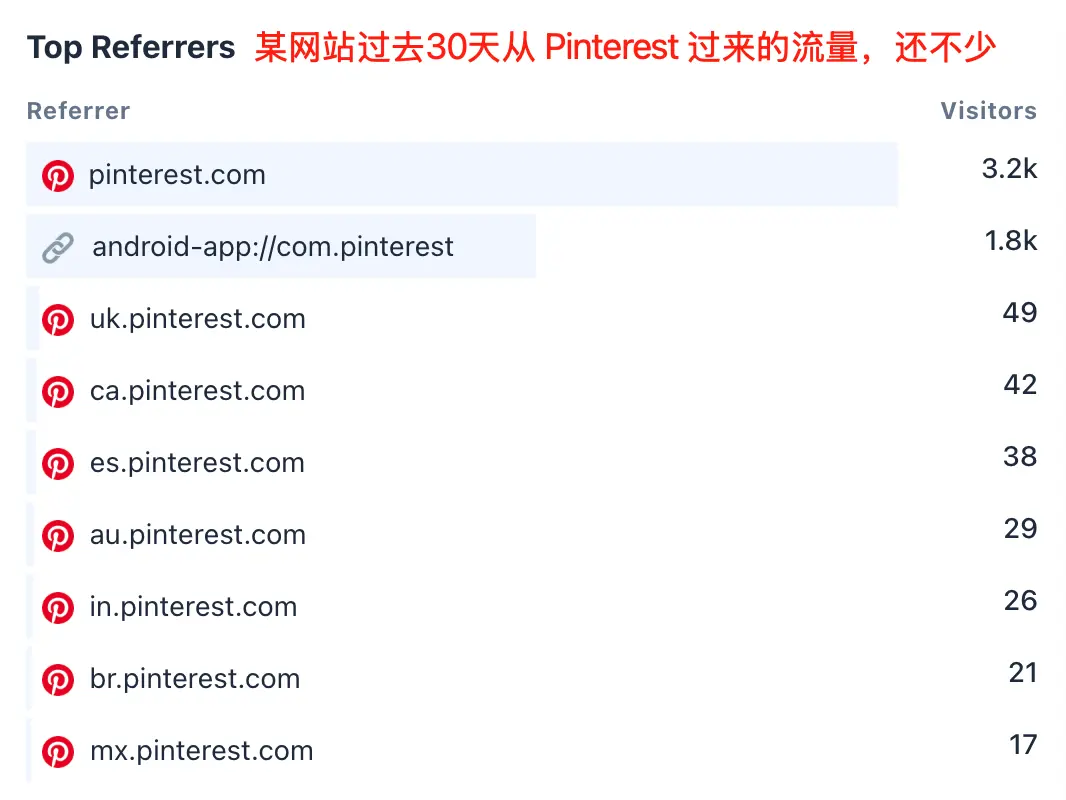 Top Referrers 某网站过去30天从 Pinterest 过来的流量，还不少
Referrer Visitors
pinterest.com 3.2k
android-app://com.pinterest 1.8k
uk.pinterest.com 49
ca.pinterest.com 42
es.pinterest.com 38
au.pinterest.com 29
in.pinterest.com 26
br.pinterest.com 21
mx.pinterest.com 17